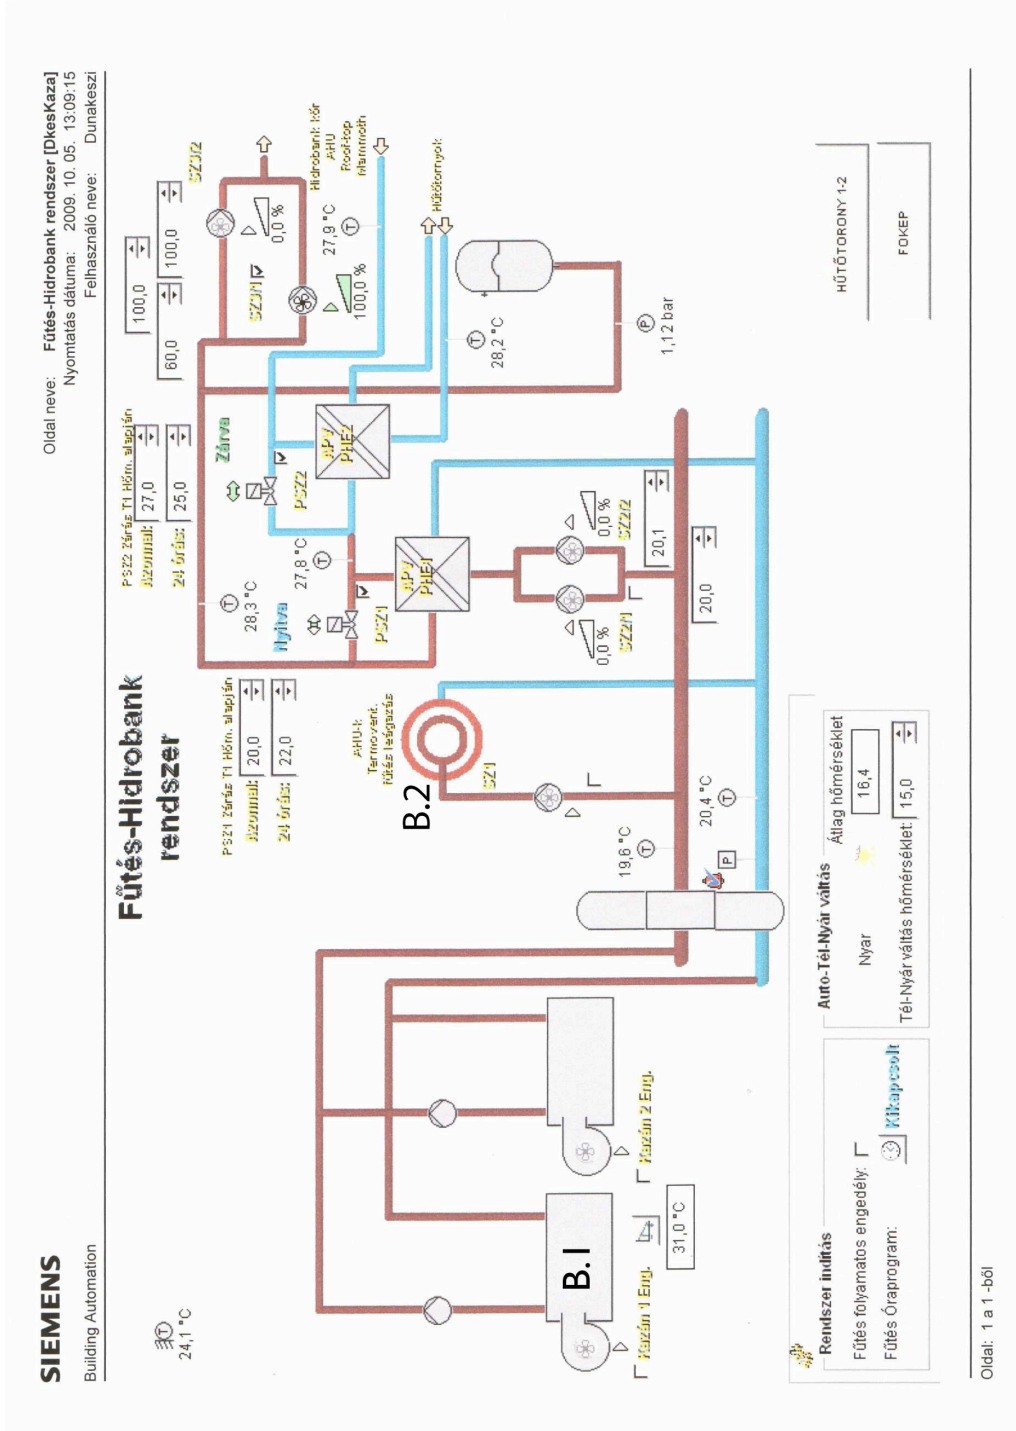 SIEMENS
Building Automation
Oldal neve: Fűtés-Hidrobank rendszer [DkesKaza]
Nyomtatás dátuma: 2009. 10. 05. 13:09:15
Felhasználó neve: Dunakeszi
Fűtés-Hidrobank
rendszer
24,1 °C
PSZ1 Zárás T1 Hőm. alapján
Azonnal: 20,0
24 órás: 22,0
PSZ2 Zárás T1 Hőm. alapján
Azonnal: 27,0
24 órás: 25,0
100,0
60,0
100,0
SZ3/2
SZ3/1
0,0 %
100,0 %
Hidrobank kör
AHU
Roof-top
Mammoth
27,9 °C
Hűtőtornyok
28,3 °C
Nyitva
Zárva
27,8 °C
PSZ1
PSZ2
APV
PHE2
APV
PHE1
28,2 °C
1,12 bar
AHU-k
Termovent.
fűtés leágazás
B.2
SZ1
0,0 %
SZ2/1
0,0 %
SZ2/2
20,1
20,0
19,6 °C
20,4 °C
B.1
Kazán 1 Eng.
31,0 °C
Kazán 2 Eng.
Rendszer indítás
Fűtés folyamatos engedély:
Fűtés Óraprogram: Kikapcsolt
Auto-Tél-Nyár váltás
Átlag hőmérséklet
Nyar
16,4
Tél-Nyár váltás hőmérséklet: 15,0
HŰTŐTORONY 1-2
FOKEP
Oldal: 1 a 1 -ből